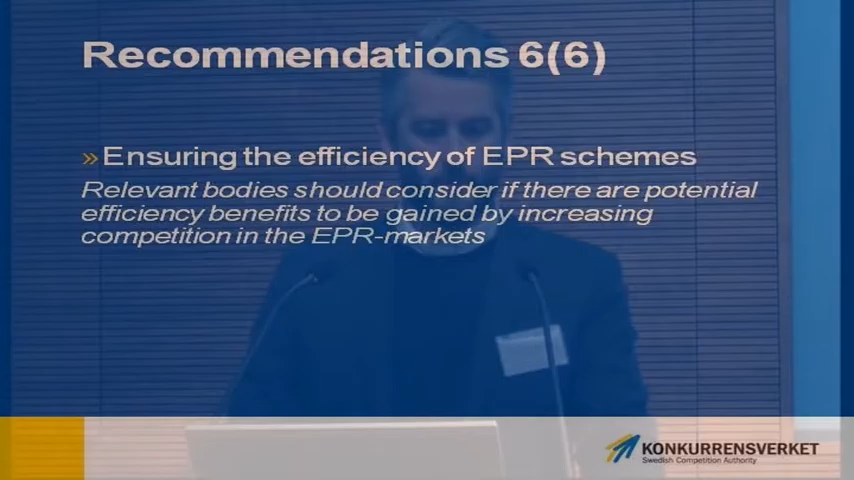 Recommendations 6(6)
» Ensuring the efficiency of EPR schemes
Relevant bodies should consider if there are potential
efficiency benefits to be gained by increasing
competition in the EPR-markets
KONKURRENSVERKET
Swedish Competition Authority